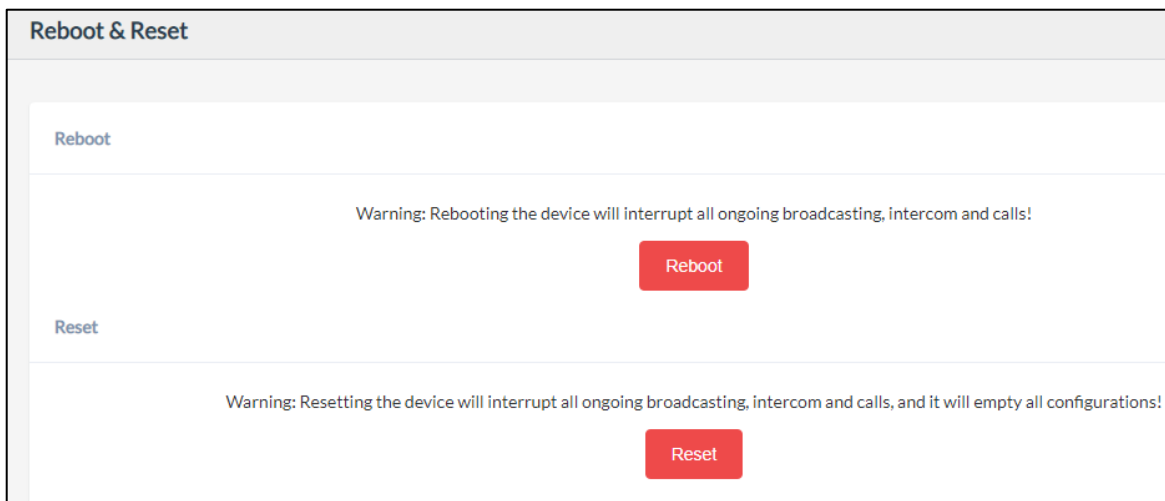 Reboot & Reset
Reboot
Warning: Rebooting the device will interrupt all ongoing broadcasting, intercom and calls!
Reboot
Reset
Warning: Resetting the device will interrupt all ongoing broadcasting, intercom and calls, and it will empty all configurations!
Reset